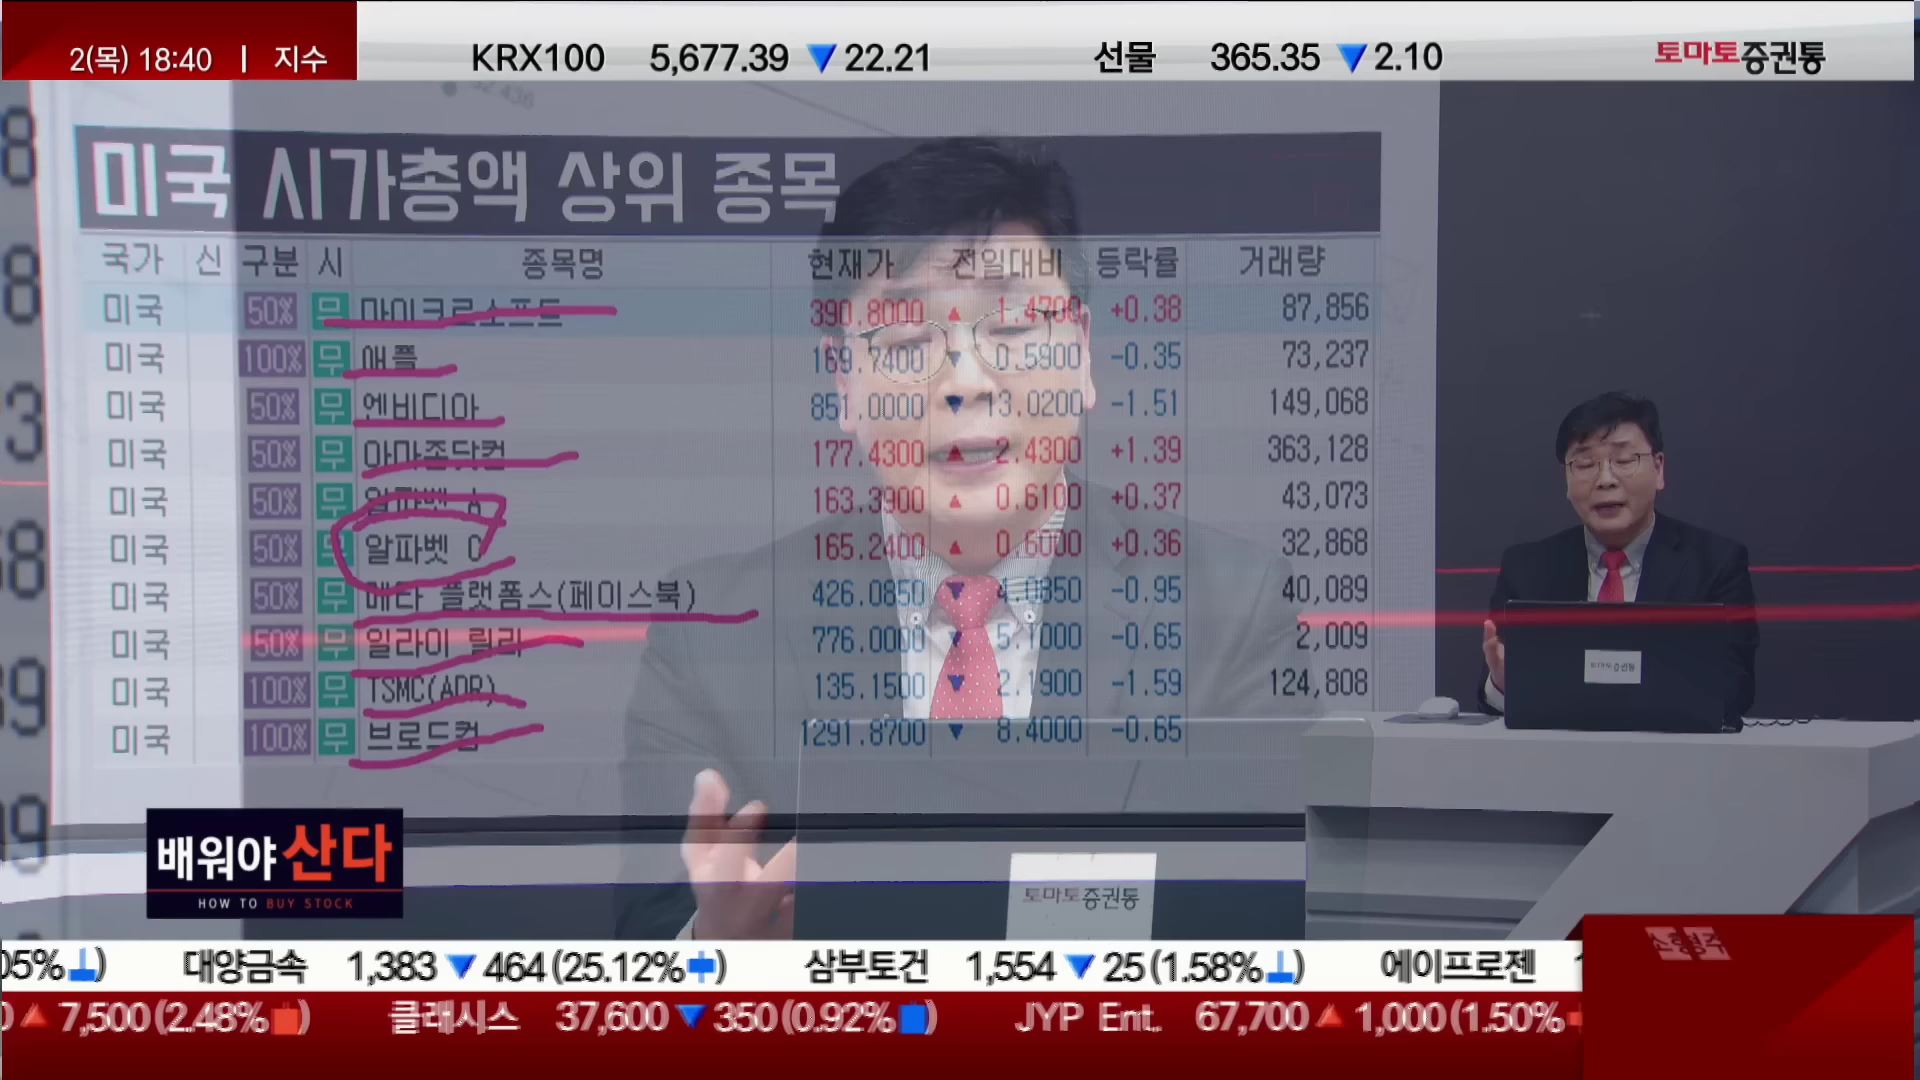 2(목) 18:40 | 지수 KRX100 5,677.39 ▼22.21 선물 365.35 ▼2.10 토마토증권통
미국 시가총액 상위 종목
국가 신 구분 시 종목명 현재가 전일대비 등락률 거래량
미국 50% 무 마이크로소프트 390.8000 ▲ 1.4700 +0.38 87,856
미국 100% 무 애플 169.7400 ▼ 0.5900 -0.35 73,237
미국 50% 무 엔비디아 851.0000 ▼ 13.0200 -1.51 149,068
미국 50% 무 아마존닷컴 177.4300 ▲ 2.4300 +1.39 363,128
미국 50% 무 알파벳 A 163.3900 ▲ 0.6100 +0.37 43,073
미국 50% 무 알파벳 C 165.2400 ▲ 0.6000 +0.36 32,868
미국 50% 무 메타 플랫폼스(페이스북) 426.0850 ▼ 4.0850 -0.95 40,089
미국 50% 무 일라이 릴리 776.0000 ▼ 5.1000 -0.65 2,009
미국 100% 무 TSMC(ADR) 135.1500 ▼ 2.1900 -1.59 124,808
미국 100% 무 브로드컴 1291.8700 ▼ 8.4000 -0.65
토마토증권통
토마토증권통
배워야 산다
HOW TO BUY STOCK
05%) 대양금속 1,383 ▼464(25.12%) 삼부토건 1,554 ▼25(1.58%) 에이프로젠
▲7,500(2.48%) 클래시스 37,600 ▼350(0.92%) JYP Ent. 67,700 ▲1,000(1.50%